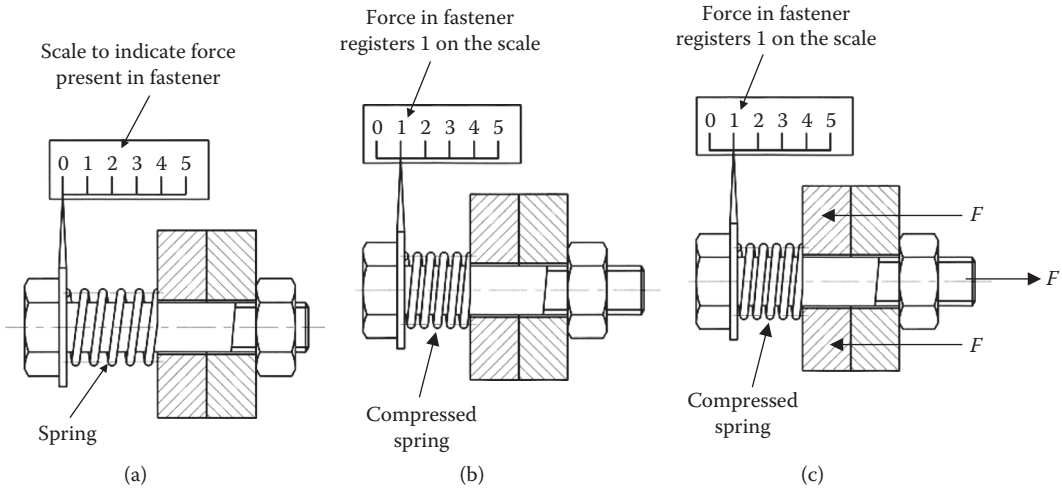 Scale to indicate force
present in fastener
0 1 2 3 4 5
Spring
(a)
Force in fastener
registers 1 on the scale
0 1 2 3 4 5
Compressed
spring
(b)
Force in fastener
registers 1 on the scale
0 1 2 3 4 5
F
F
F
Compressed
spring
(c)